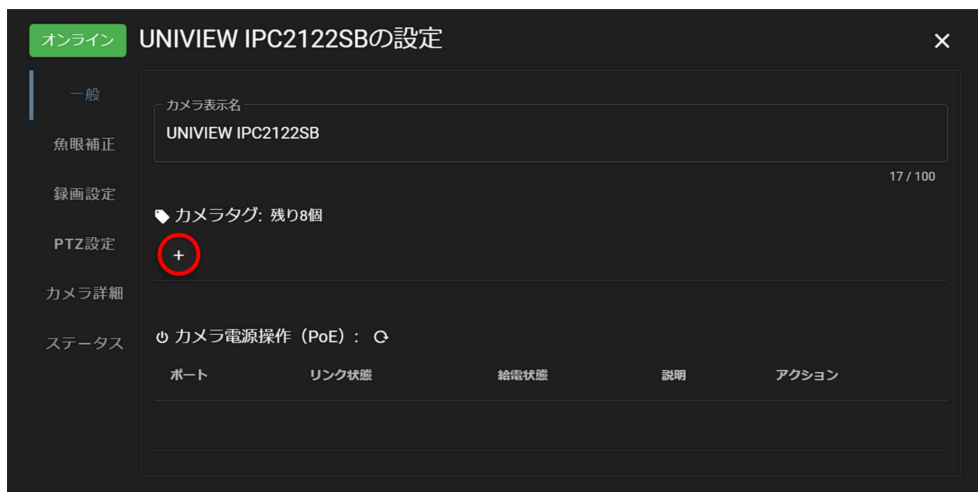 オンライン UNIVIEW IPC2122SBの設定
一般
魚眼補正
録画設定
PTZ設定
カメラ詳細
ステータス
カメラ表示名
UNIVIEW IPC2122SB
17 / 100
カメラタグ: 残り8個
+
カメラ電源操作（PoE）:
ポート リンク状態 給電状態 説明 アクション